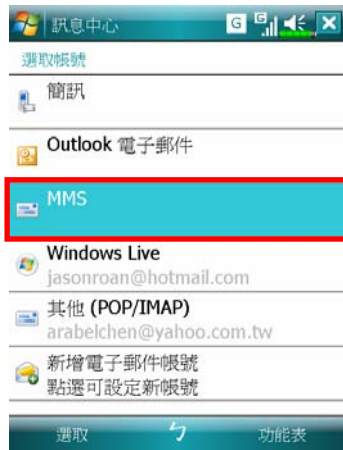 訊息中心 G G
選取帳號
簡訊
Outlook 電子郵件
MMS
Windows Live
jasonroan@hotmail.com
其他 (POP/IMAP)
arabelchen@yahoo.com.tw
新增電子郵件帳號
點選可設定新帳號
選取 ㄅ 功能表